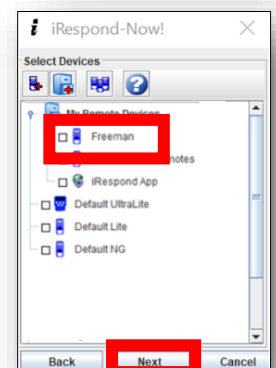 i iRespond-Now!
Select Devices
My Remote Devices
Freeman
iRespond App
Default UltraLite
Default Lite
Default NG
Back Next Cancel